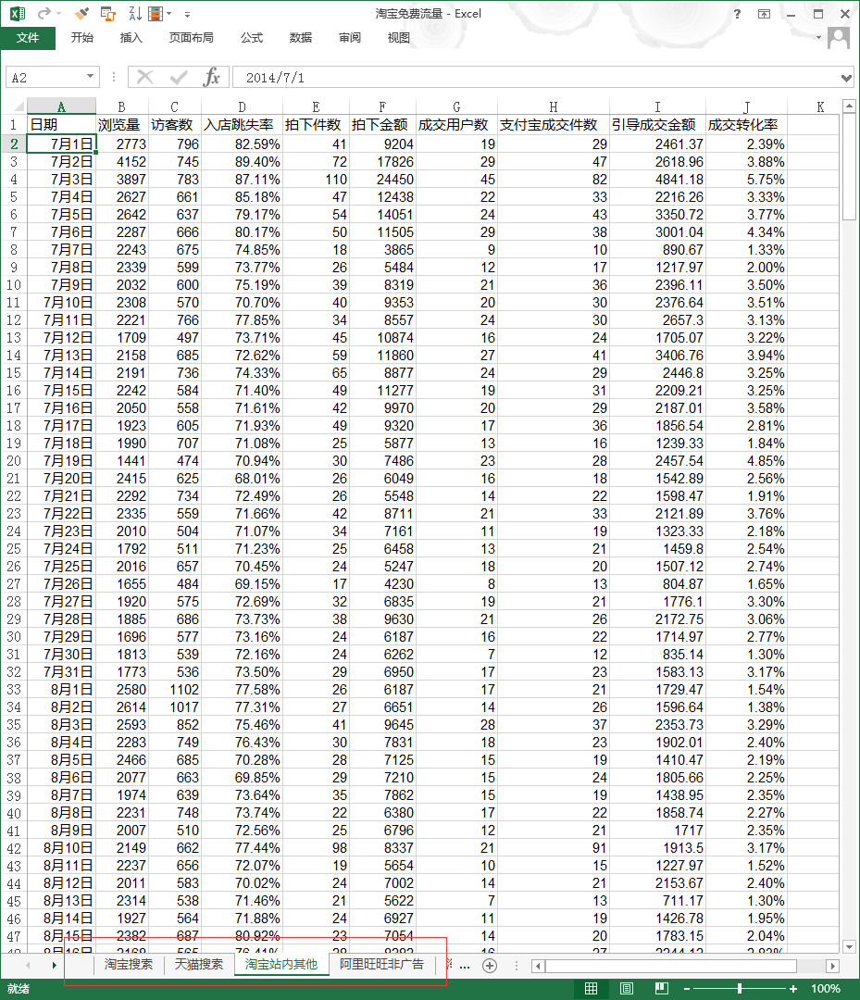 淘宝免费流量 - Excel
文件 开始 插入 页面布局 公式 数据 审阅 视图
A2 fx 2014/7/1
A B C D E F G H I J K
1 日期 浏览量 访客数 入店跳失率 拍下件数 拍下金额 成交用户数 支付宝成交件数 引导成交金额 成交转化率
2 7月1日 2773 796 82.59% 41 9204 19 29 2461.37 2.39%
3 7月2日 4152 745 89.40% 72 17826 29 47 2618.96 3.88%
4 7月3日 3897 783 87.11% 110 24450 45 82 4841.18 5.75%
5 7月4日 2627 661 85.18% 47 12438 22 33 2216.26 3.33%
6 7月5日 2642 637 79.17% 54 14051 24 43 3350.72 3.77%
7 7月6日 2287 666 80.17% 50 11505 29 38 3001.04 4.34%
8 7月7日 2243 675 74.85% 18 3865 9 10 890.67 1.33%
9 7月8日 2339 599 73.77% 26 5484 12 17 1217.97 2.00%
10 7月9日 2032 600 75.19% 39 8319 21 36 2396.11 3.50%
11 7月10日 2308 570 70.70% 40 9353 20 30 2376.64 3.51%
12 7月11日 2221 766 77.85% 34 8557 24 30 2657.3 3.13%
13 7月12日 1709 497 73.71% 45 10874 16 24 1705.07 3.22%
14 7月13日 2158 685 72.62% 59 11860 27 41 3406.76 3.94%
15 7月14日 2191 736 74.33% 65 8877 24 29 2446.8 3.25%
16 7月15日 2242 584 71.40% 49 11277 19 31 2209.21 3.25%
17 7月16日 2050 558 71.61% 42 9970 20 29 2187.01 3.58%
18 7月17日 1923 605 71.93% 49 9320 17 36 1856.54 2.81%
19 7月18日 1990 707 71.08% 25 5877 13 16 1239.33 1.84%
20 7月19日 1441 474 70.94% 30 7486 23 28 2457.54 4.85%
21 7月20日 2415 625 68.01% 26 6049 16 18 1542.89 2.56%
22 7月21日 2292 734 72.49% 26 5548 14 22 1598.47 1.91%
23 7月22日 2335 559 71.66% 42 8711 21 33 2121.89 3.76%
24 7月23日 2010 504 71.07% 34 7161 11 19 1323.33 2.18%
25 7月24日 1792 511 71.23% 25 6458 13 21 1459.8 2.54%
26 7月25日 2016 657 70.45% 24 5247 18 20 1507.12 2.74%
27 7月26日 1655 484 69.15% 17 4230 8 13 804.87 1.65%
28 7月27日 1920 575 72.69% 32 6835 19 21 1776.1 3.30%
29 7月28日 1885 686 73.73% 38 9630 21 26 2172.75 3.06%
30 7月29日 1696 577 73.16% 24 6187 16 22 1714.97 2.77%
31 7月30日 1813 539 72.16% 24 6262 7 12 835.14 1.30%
32 7月31日 1773 536 73.50% 29 6950 17 23 1583.13 3.17%
33 8月1日 2580 1102 77.58% 26 6187 17 21 1729.47 1.54%
34 8月2日 2614 1017 77.31% 27 6651 14 26 1596.64 1.38%
35 8月3日 2593 852 75.46% 41 9645 28 37 2353.73 3.29%
36 8月4日 2283 749 76.43% 30 7831 18 23 1902.01 2.40%
37 8月5日 2466 685 70.28% 28 7125 15 19 1410.47 2.19%
38 8月6日 2077 663 69.85% 29 7210 15 24 1805.66 2.25%
39 8月7日 1974 639 73.64% 35 7862 15 19 1438.95 2.35%
40 8月8日 2231 748 73.74% 22 6380 17 22 1858.74 2.27%
41 8月9日 2007 510 72.56% 25 6796 12 21 1717 2.35%
42 8月10日 2149 662 77.44% 98 8337 21 91 1913.5 3.17%
43 8月11日 2237 656 72.07% 19 5654 10 15 1227.97 1.52%
44 8月12日 2011 583 70.02% 24 7002 14 21 2153.67 2.40%
45 8月13日 2314 538 71.46% 21 5622 7 13 711.17 1.30%
46 8月14日 1927 564 71.88% 24 6927 11 19 1426.78 1.95%
47 8月15日 2382 687 80.92% 23 7054 14 20 1783.15 2.04%
淘宝搜索 天猫搜索 淘宝站内其他 阿里旺旺非广告 ...
就绪 100%